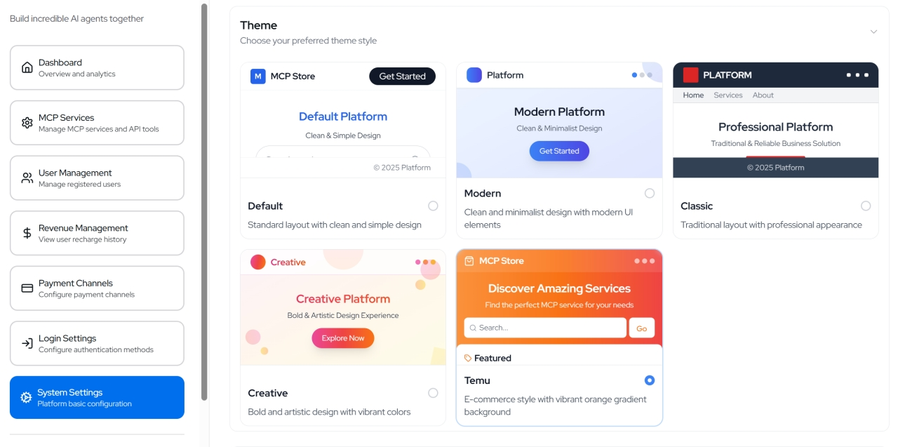 Build incredible AI agents together
Dashboard
Overview and analytics
MCP Services
Manage MCP services and API tools
User Management
Manage registered users
Revenue Management
View user recharge history
Payment Channels
Configure payment channels
Login Settings
Configure authentication methods
System Settings
Platform basic configuration
Theme
Choose your preferred theme style
M MCP Store Get Started
Default Platform
Clean & Simple Design
© 2025 Platform
Default
Standard layout with clean and simple design
Platform
Modern Platform
Clean & Minimalist Design
Get Started
Modern
Clean and minimalist design with modern UI
elements
PLATFORM
Home Services About
Professional Platform
Traditional & Reliable Business Solution
© 2025 Platform
Classic
Traditional layout with professional appearance
Creative
Creative Platform
Bold & Artistic Design Experience
Explore Now
Creative
Bold and artistic design with vibrant colors
MCP Store
Discover Amazing Services
Find the perfect MCP service for your needs
Search... Go
Featured
Temu
E-commerce style with vibrant orange gradient
background